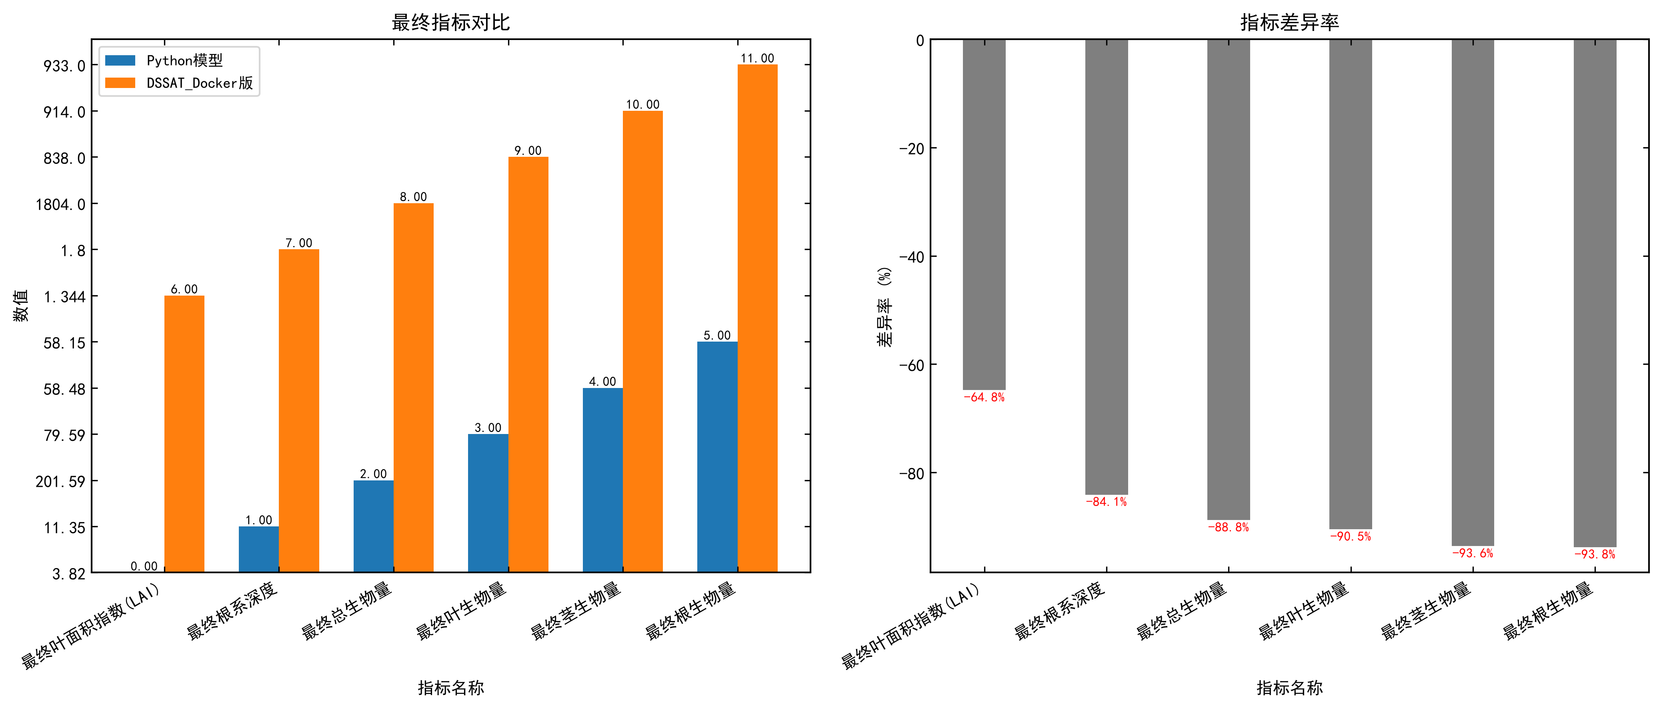 最终指标对比
Python模型
DSSAT_Docker版
数值
933.0
914.0
838.0
1804.0
1.8
1.344
58.15
58.48
79.59
201.59
11.35
3.82
0.00
6.00
1.00
7.00
2.00
8.00
3.00
9.00
4.00
10.00
5.00
11.00
最终叶面积指数(LAI)
最终根系深度
最终总生物量
最终叶生物量
最终茎生物量
最终根生物量
指标名称
指标差异率
差异率 (%)
0
−20
−40
−60
−80
−64.8%
−84.1%
−88.8%
−90.5%
−93.6%
−93.8%
最终叶面积指数(LAI)
最终根系深度
最终总生物量
最终叶生物量
最终茎生物量
最终根生物量
指标名称